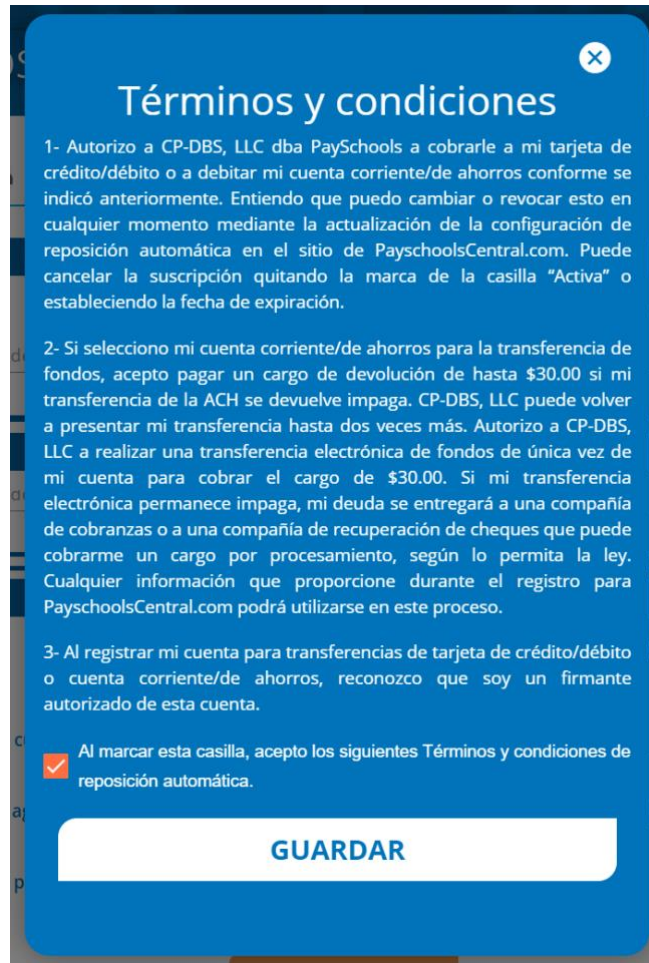 Términos y condiciones
1- Autorizo a CP-DBS, LLC dba PaySchools a cobrarle a mi tarjeta de
crédito/débito o a debitar mi cuenta corriente/de ahorros conforme se
indicó anteriormente. Entiendo que puedo cambiar o revocar esto en
cualquier momento mediante la actualización de la configuración de
reposición automática en el sitio de PayschoolsCentral.com. Puede
cancelar la suscripción quitando la marca de la casilla “Activa” o
estableciendo la fecha de expiración.
2- Si selecciono mi cuenta corriente/de ahorros para la transferencia de
fondos, acepto pagar un cargo de devolución de hasta $30.00 si mi
transferencia de la ACH se devuelve impaga. CP-DBS, LLC puede volver
a presentar mi transferencia hasta dos veces más. Autorizo a CP-DBS,
LLC a realizar una transferencia electrónica de fondos de única vez de
mi cuenta para cobrar el cargo de $30.00. Si mi transferencia
electrónica permanece impaga, mi deuda se entregará a una compañía
de cobranzas o a una compañía de recuperación de cheques que puede
cobrarme un cargo por procesamiento, según lo permita la ley.
Cualquier información que proporcione durante el registro para
PayschoolsCentral.com podrá utilizarse en este proceso.
3- Al registrar mi cuenta para transferencias de tarjeta de crédito/débito
o cuenta corriente/de ahorros, reconozco que soy un firmante
autorizado de esta cuenta.
Al marcar esta casilla, acepto los siguientes Términos y condiciones de
reposición automática.
GUARDAR